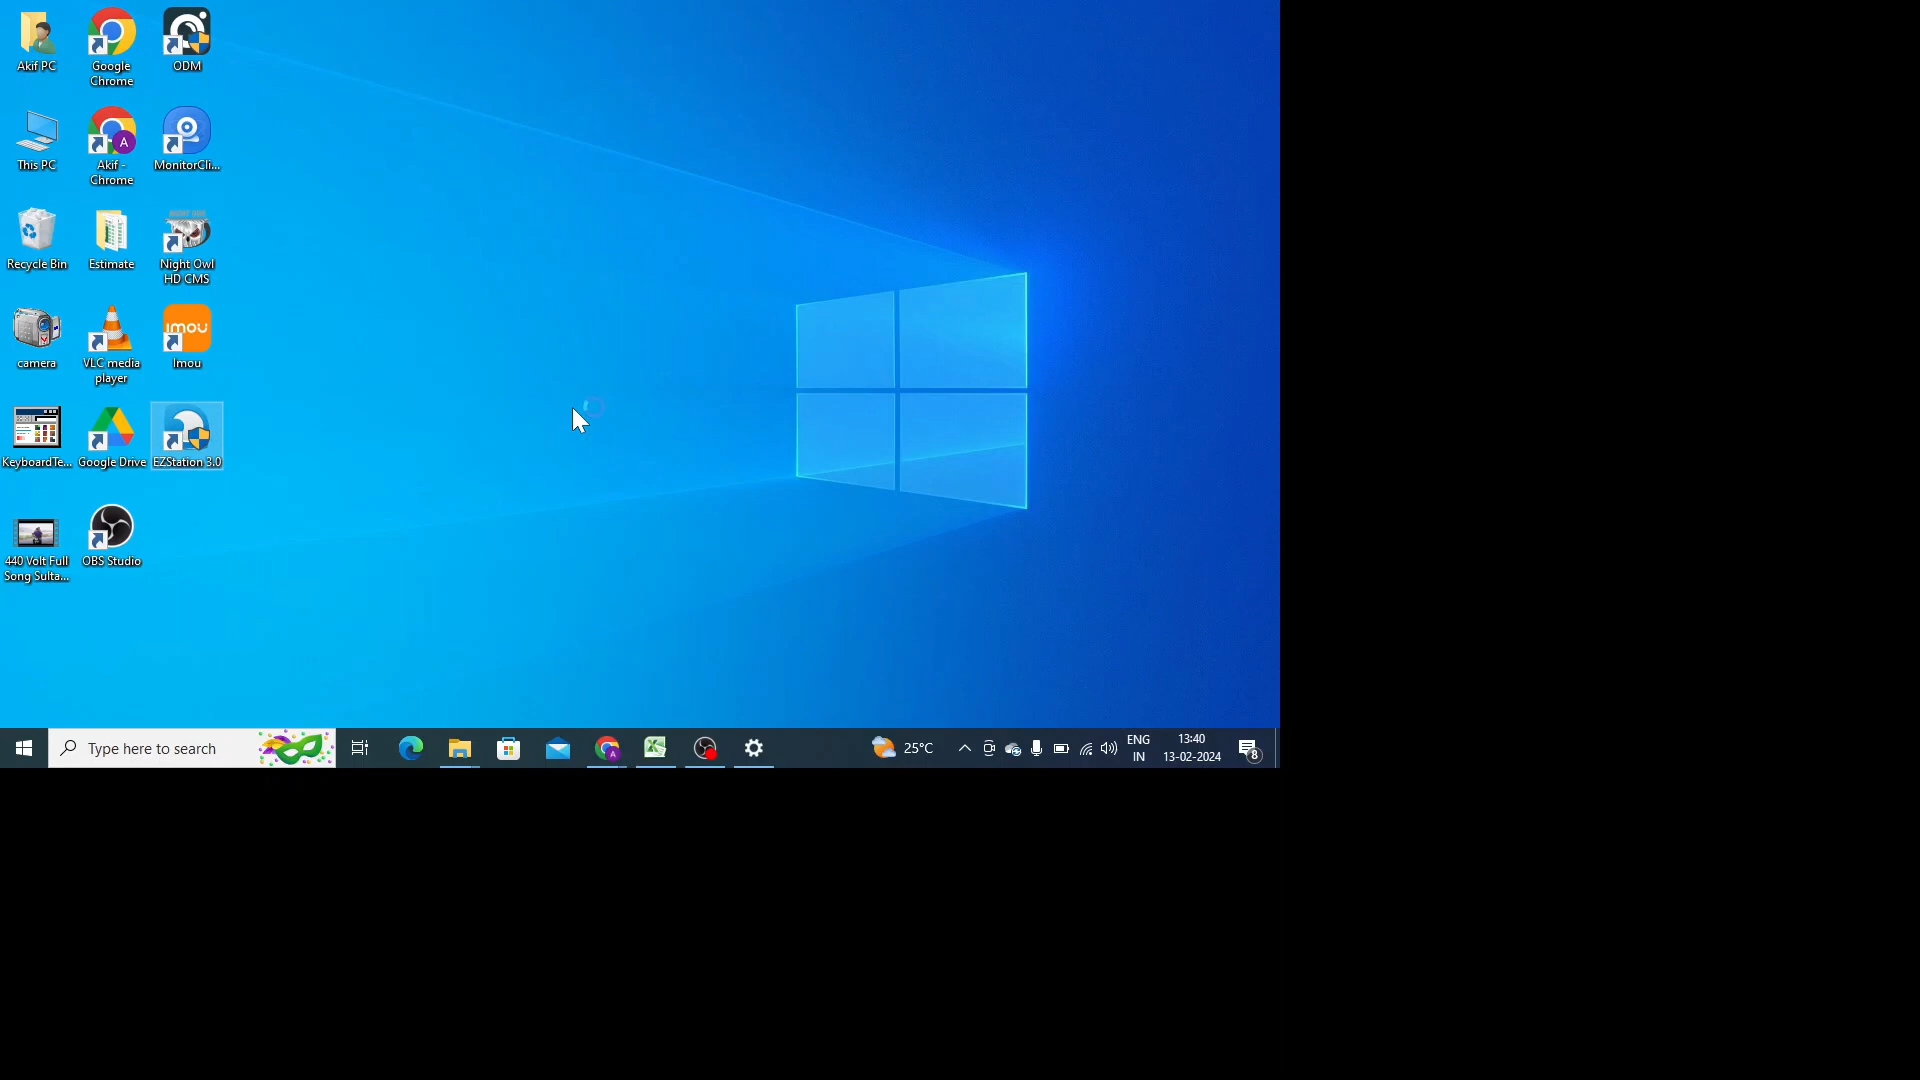 Akif PC
Google
Chrome
ODM
This PC
A
Akif -
Chrome
MonitorCli...
Recycle Bin
Estimate
Night Owl
HD CMS
camera
VLC media
player
imou
Imou
KeyboardTe...
Google Drive
EZStation 3.0
440 Volt Full
Song Sulta...
OBS Studio
Type here to search
A
25°C
ENG
IN
13:40
13-02-2024
8